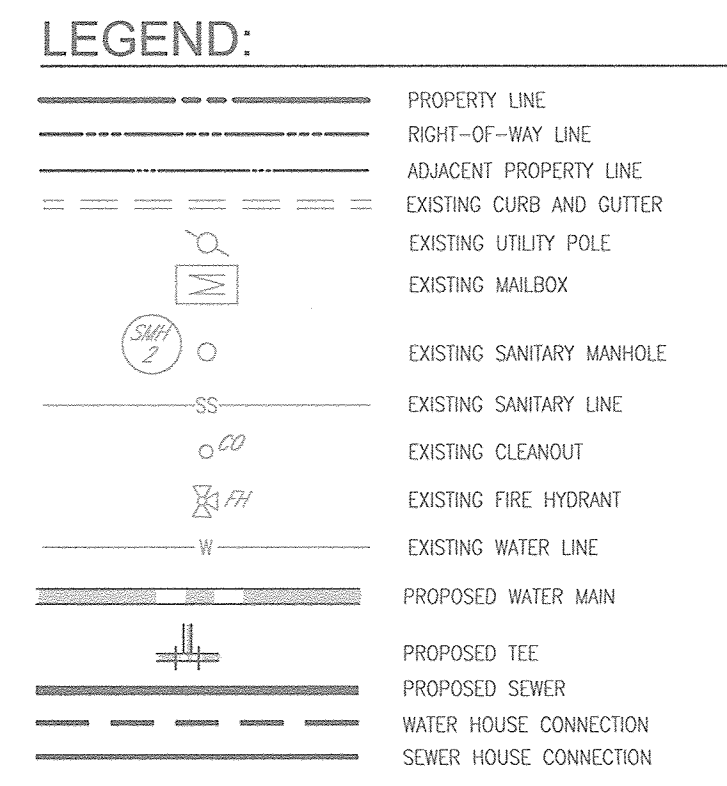 LEGEND:
PROPERTY LINE
RIGHT-OF-WAY LINE
ADJACENT PROPERTY LINE
EXISTING CURB AND GUTTER
EXISTING UTILITY POLE
EXISTING MAILBOX
SMH
2
EXISTING SANITARY MANHOLE
SS
EXISTING SANITARY LINE
CO
EXISTING CLEANOUT
FH
EXISTING FIRE HYDRANT
W
EXISTING WATER LINE
PROPOSED WATER MAIN
PROPOSED TEE
PROPOSED SEWER
WATER HOUSE CONNECTION
SEWER HOUSE CONNECTION